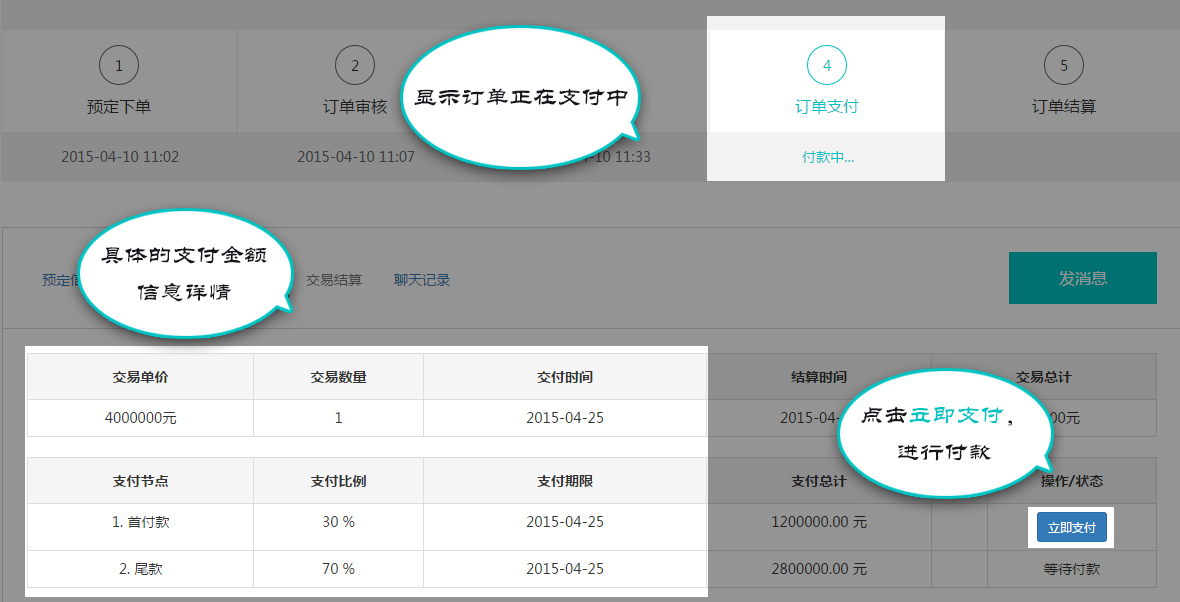 1 2 4 5
预定下单 订单审核 订单支付 订单结算
显示订单正在支付中
2015-04-10 11:02 2015-04-10 11:07 -10 11:33 付款中...
具体的支付金额
信息详情
预定信 交易结算 聊天记录 发消息
交易单价 交易数量 交付时间 结算时间 交易总计
4000000元 1 2015-04-25 2015-04- 00元
点击立即支付,
进行付款
支付节点 支付比例 支付期限 支付总计 操作/状态
1. 首付款 30 % 2015-04-25 1200000.00 元 立即支付
2. 尾款 70 % 2015-04-25 2800000.00 元 等待付款